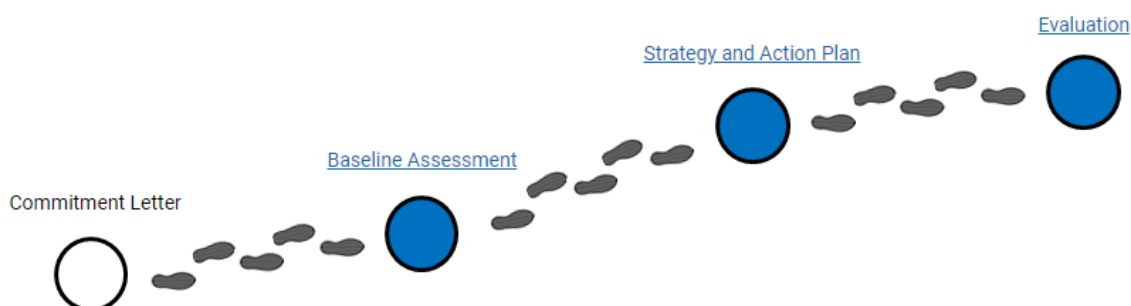 Commitment Letter
Baseline Assessment
Strategy and Action Plan
Evaluation